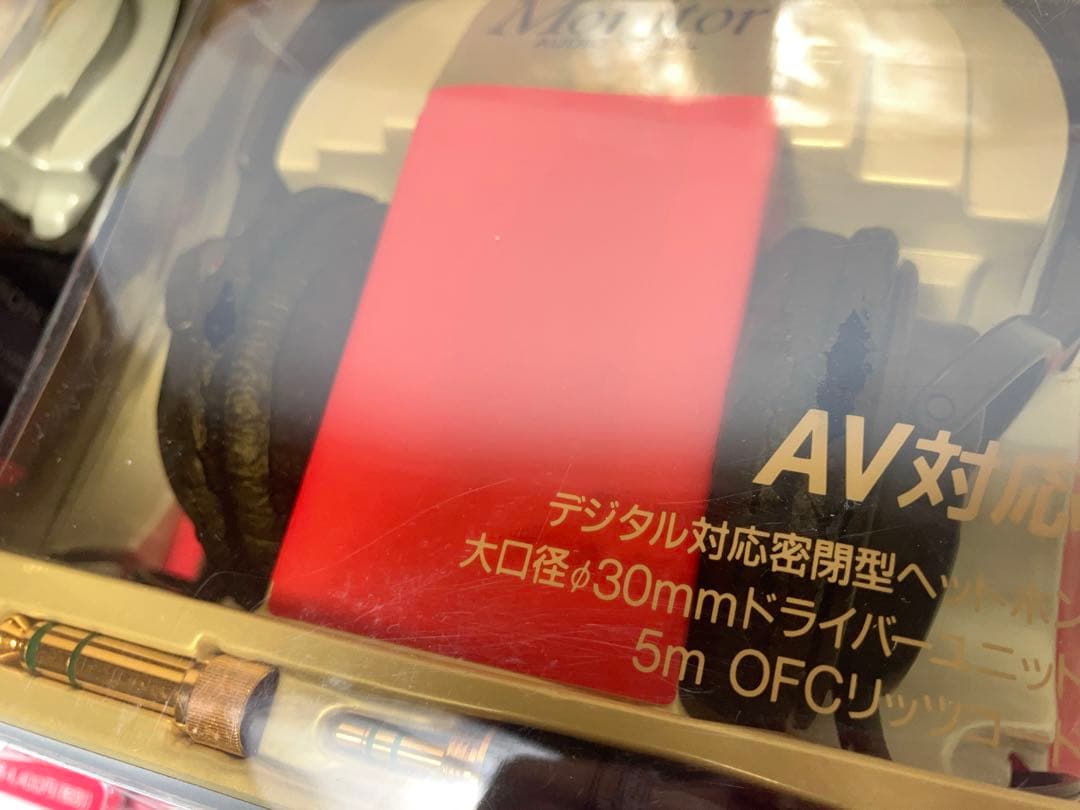 Monitor
AV対応
デジタル対応密閉型ヘッドホン
大口径φ30mmドライバーユニット
5m OFCリッツコード